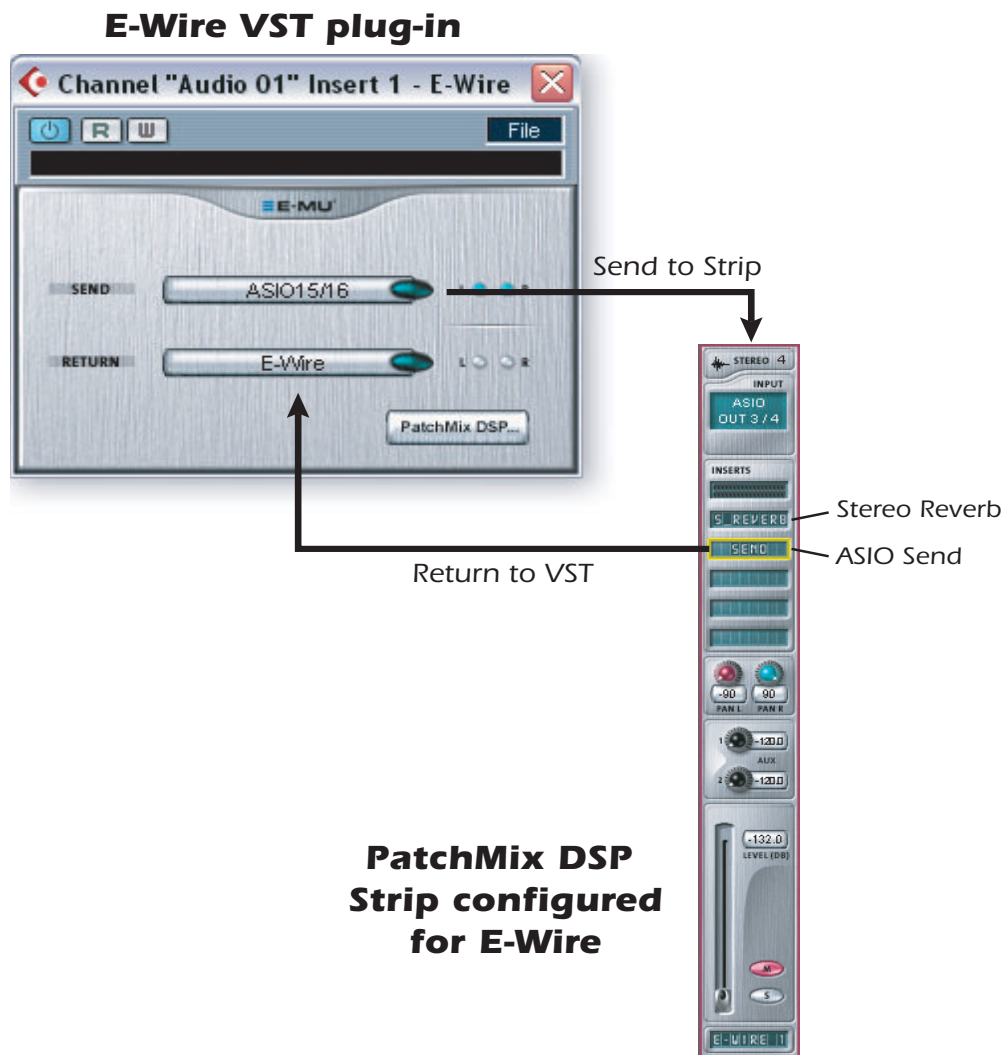 E-Wire VST plug-in
Channel "Audio 01" Insert 1 - E-Wire
R W File
E-MU
SEND ASIO15/16 L R
RETURN E-Wire L R
PatchMix DSP...
Send to Strip
Return to VST
STEREO 4
INPUT
ASIO
OUT 3 / 4
INSERTS
S_REVERB
Stereo Reverb
SEND
ASIO Send
-90 90
PAN L PAN R
1 -120.0
AUX
2 -120.0
-132.0
LEVEL (DB)
M
S
E-WIRE 1
PatchMix DSP
Strip configured
for E-Wire